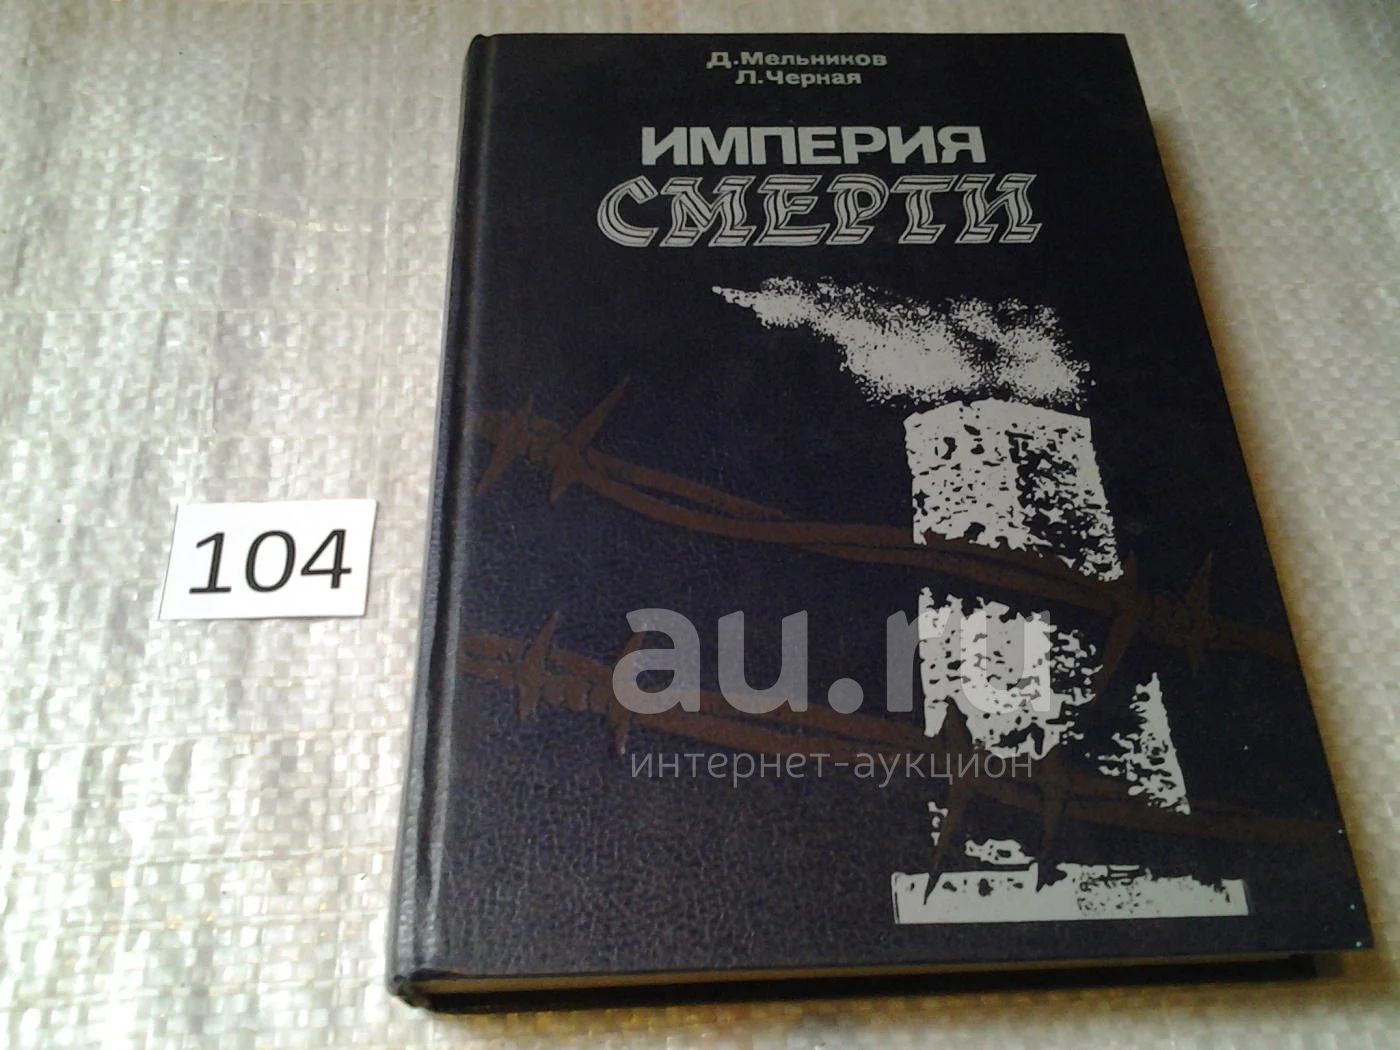 Д.Мельников
Л.Черная
ИМПЕРИЯ
СМЕРТИ
104
au.ru
интернет-аукцион